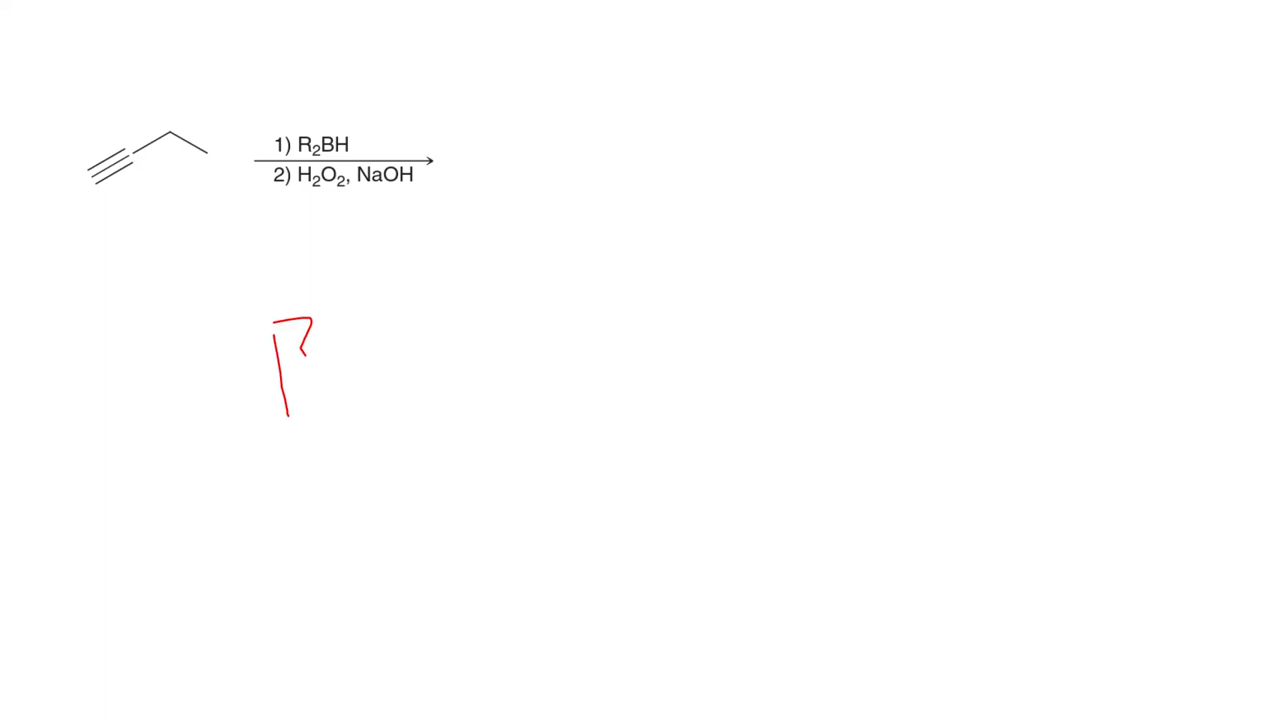 1) R₂BH
2) H₂O₂, NaOH